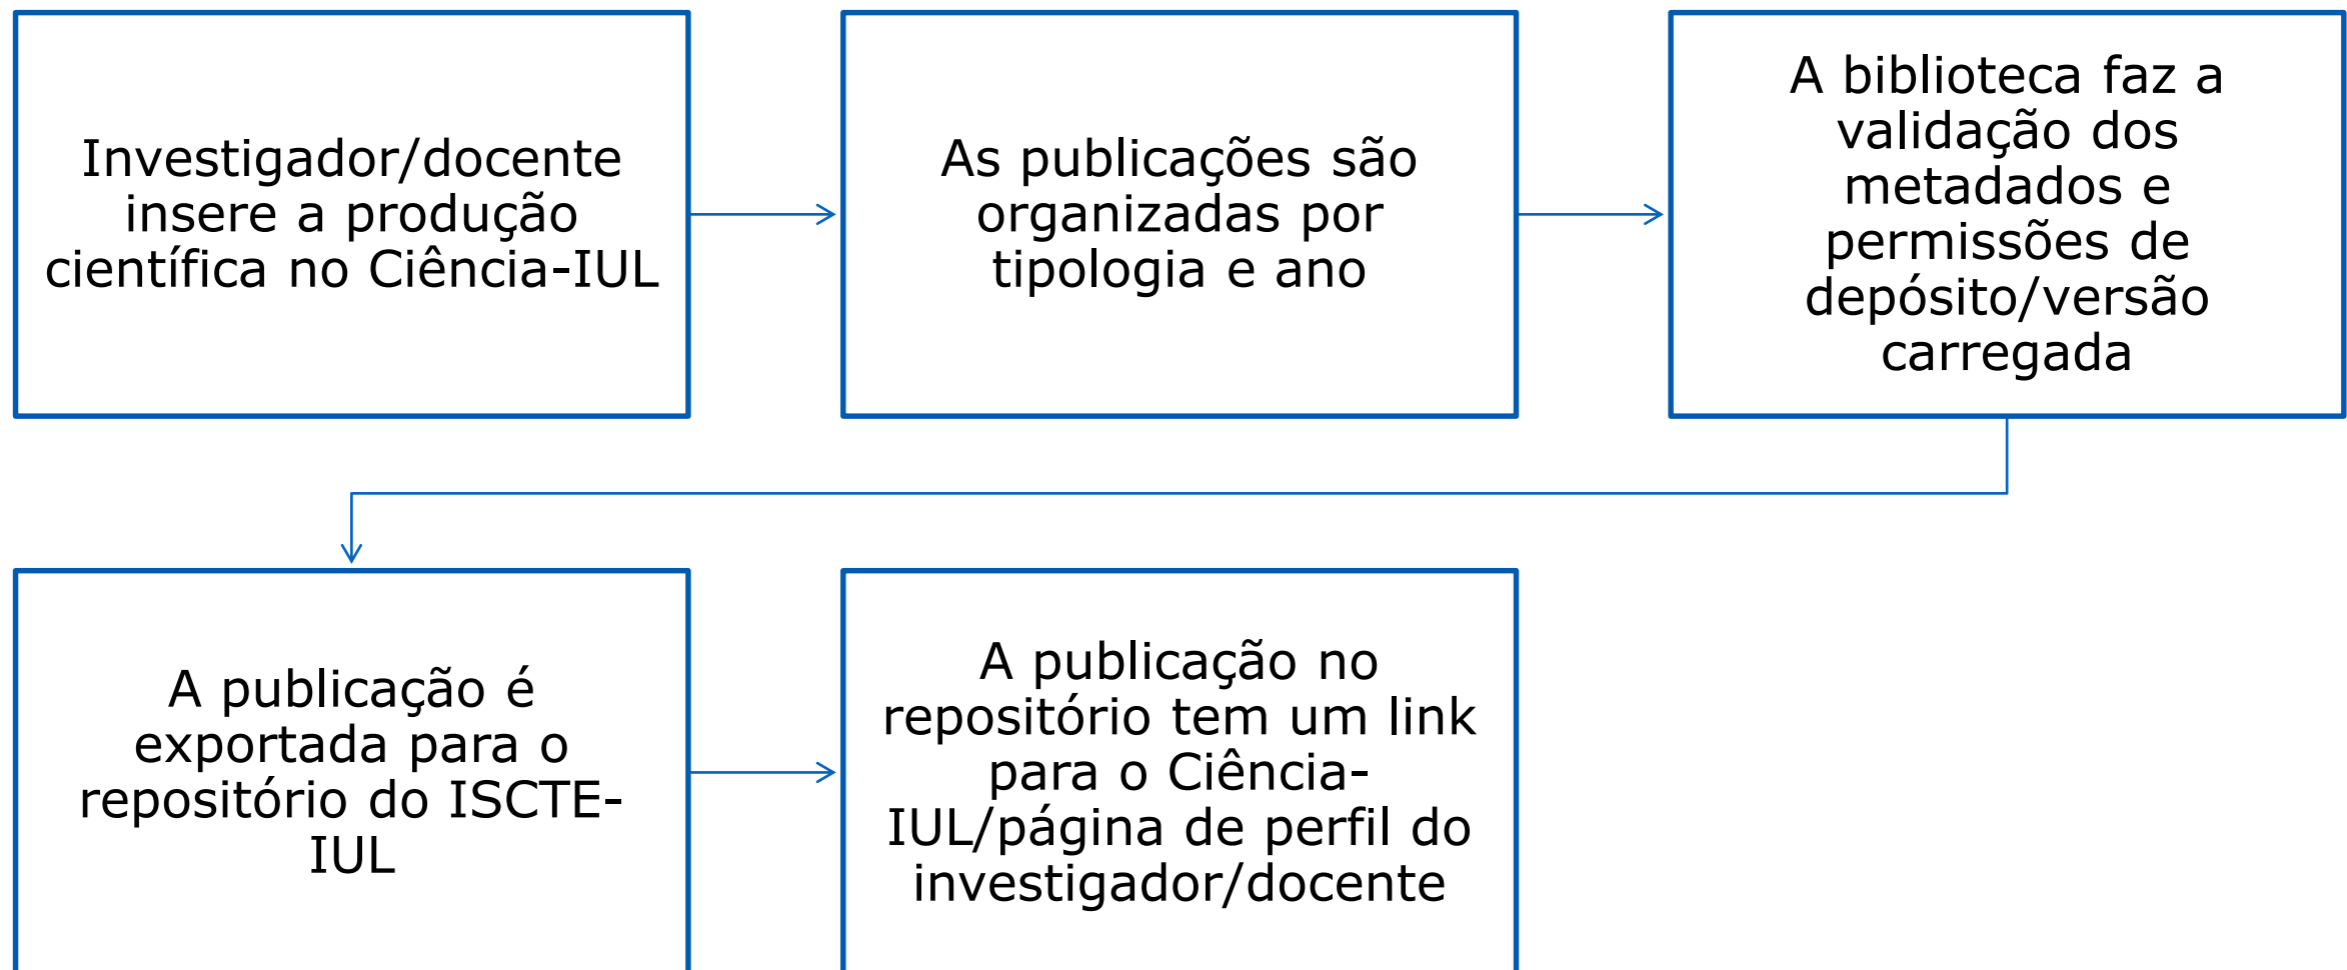 Investigador/docente
insere a produção
científica no Ciência-IUL
As publicações são
organizadas por
tipologia e ano
A biblioteca faz a
validação dos
metadados e
permissões de
depósito/versão
carregada
A publicação é
exportada para o
repositório do ISCTE-
IUL
A publicação no
repositório tem um link
para o Ciência-
IUL/página de perfil do
investigador/docente